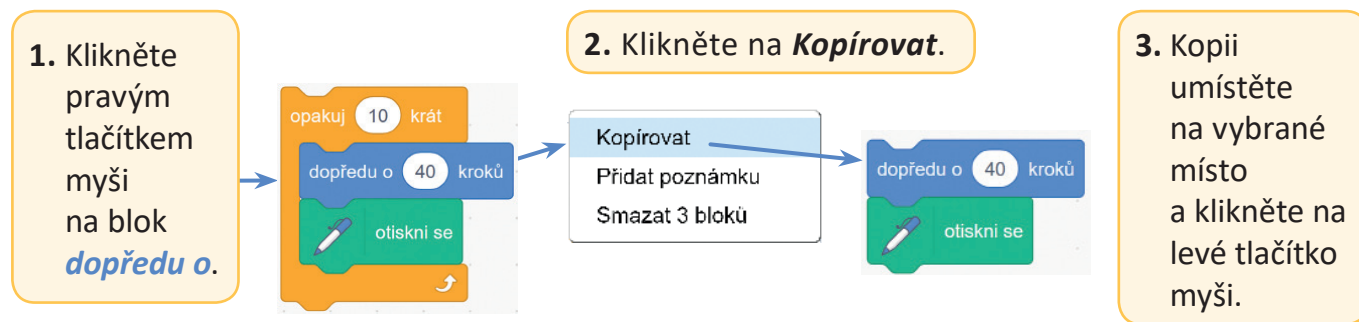 1. Klikněte
pravým
tlačítkem
myši
na blok
dopředu o.
opakuj 10 krát
dopředu o 40 kroků
otiskni se
2. Klikněte na Kopírovat.
Kopírovat
Přidat poznámku
Smazat 3 bloků
dopředu o 40 kroků
otiskni se
3. Kopii
umístěte
na vybrané
místo
a klikněte na
levé tlačítko
myši.